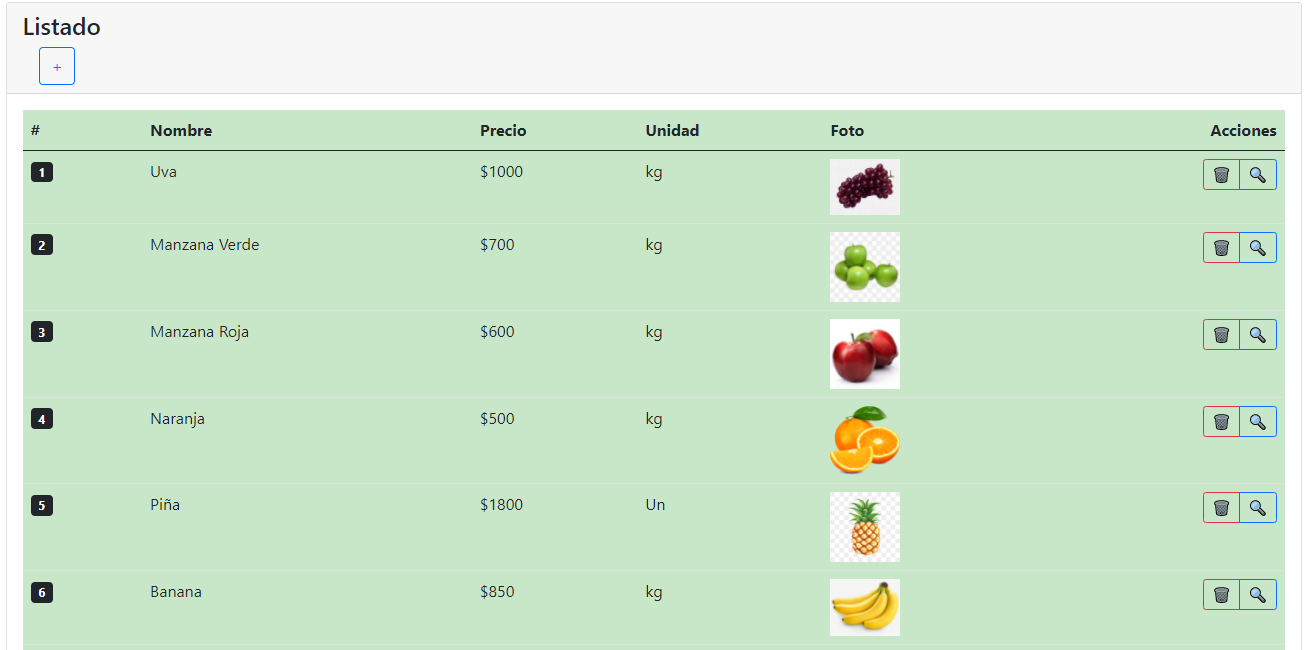 Listado
+
# Nombre Precio Unidad Foto Acciones
1 Uva $1000 kg
2 Manzana Verde $700 kg
3 Manzana Roja $600 kg
4 Naranja $500 kg
5 Piña $1800 Un
6 Banana $850 kg